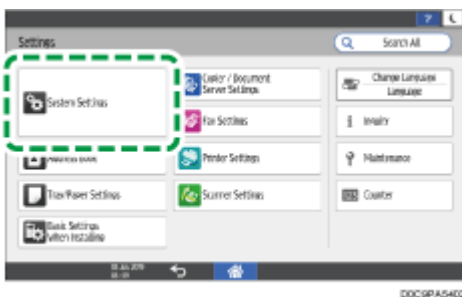 ?
Settings
Search All
System Settings
Copier / Document
Server Settings
Change Language
Language
Fax Settings
Inquiry
Address Book
Printer Settings
Maintenance
Tray/Paper Settings
Scanner Settings
Counter
Basic Settings
When Installing
D0C9PA5402